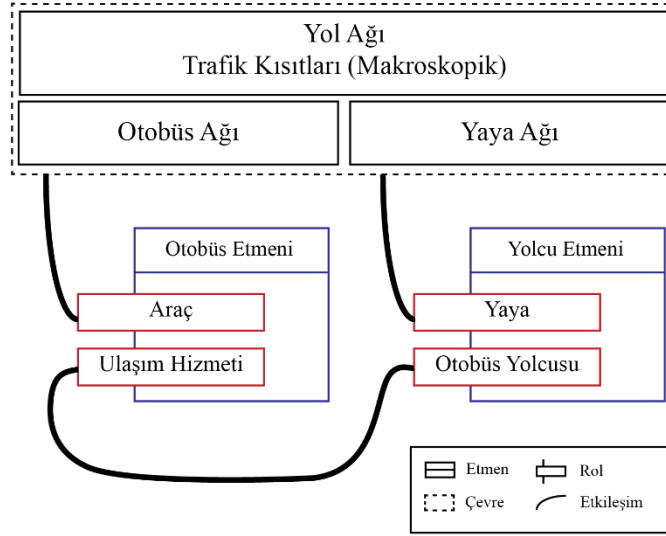 Yol Ağı
Trafik Kısıtları (Makroskopik)
Otobüs Ağı
Yaya Ağı
Otobüs Etmeni
Yolcu Etmeni
Araç
Yaya
Ulaşım Hizmeti
Otobüs Yolcusu
Etmen
Rol
Çevre
Etkileşim